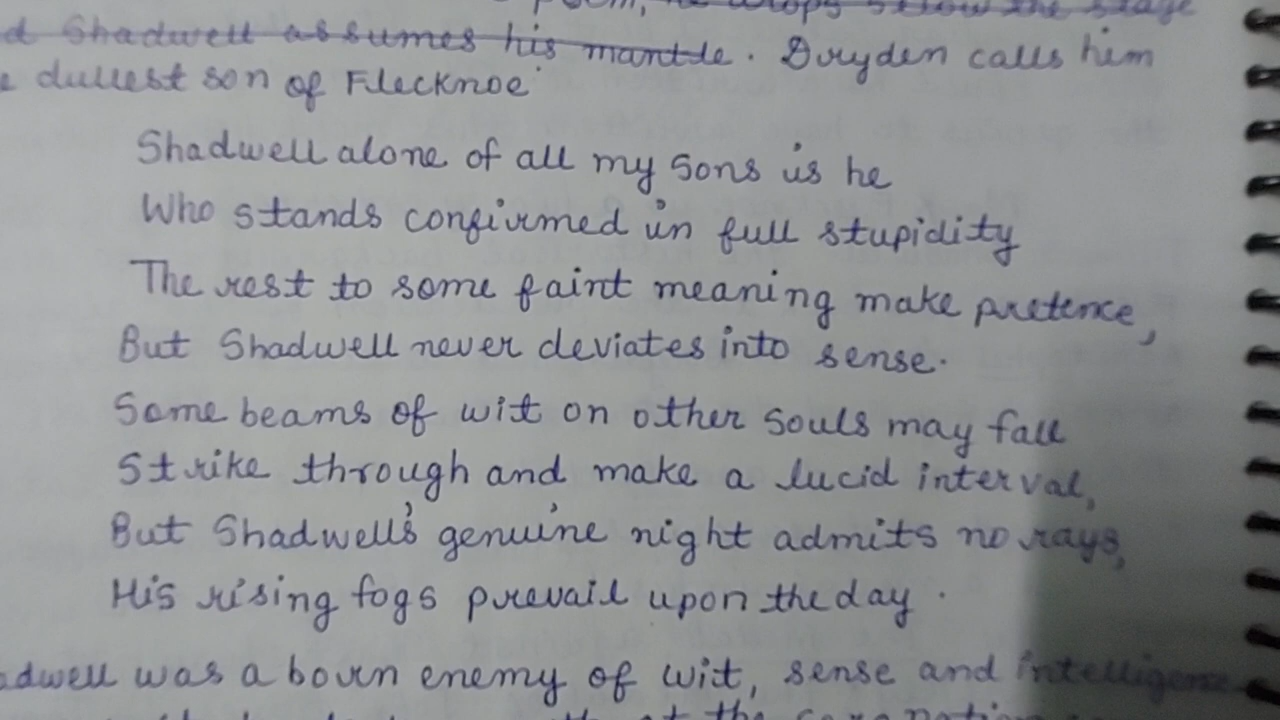 Shadwell assumes his mantle. Dryden calls him
dullest son of Flecknoe
Shadwell alone of all my sons is he
Who stands confirmed in full stupidity
The rest to some faint meaning make pretence,
But Shadwell never deviates into sense.
Some beams of wit on other souls may fall
Strike through and make a lucid interval,
But Shadwell's genuine night admits no rays,
His rising fogs prevail upon the day.
adwell was a born enemy of wit, sense and intelligence